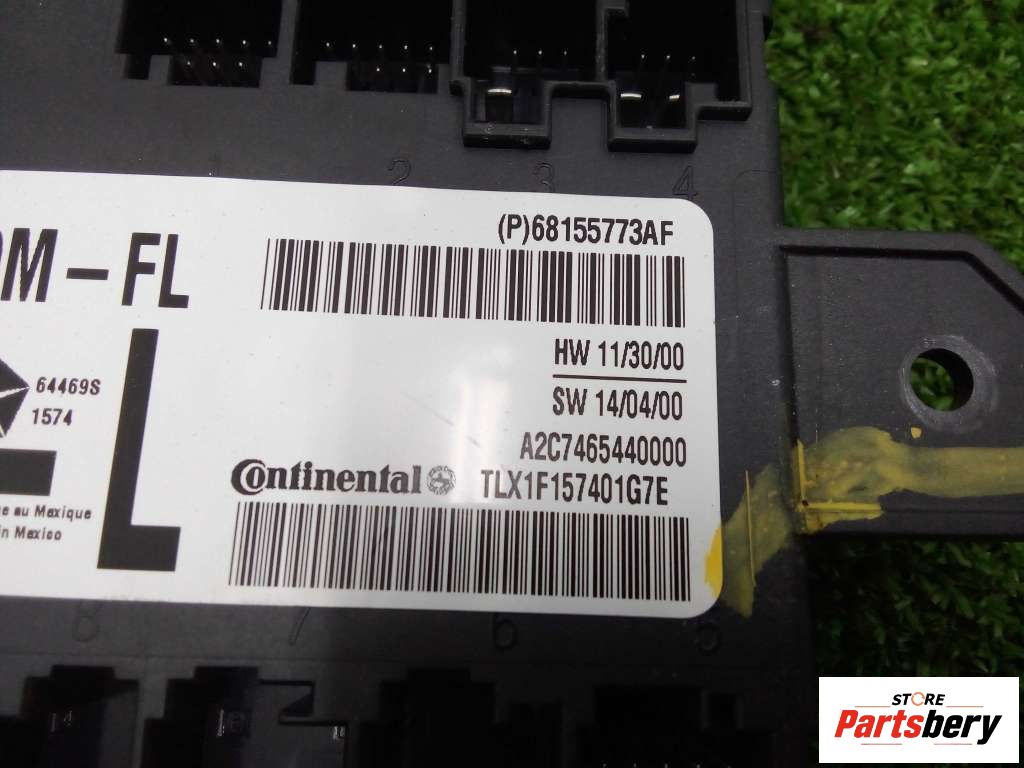 2 3 4
(P)68155773AF
M – FL
HW 11/30/00
SW 14/04/00
64469S
1574
L
A2C7465440000
Continental
TLX1F157401G7E
au Mexique
in Mexico
8 7 6 5
STORE
Partsbery